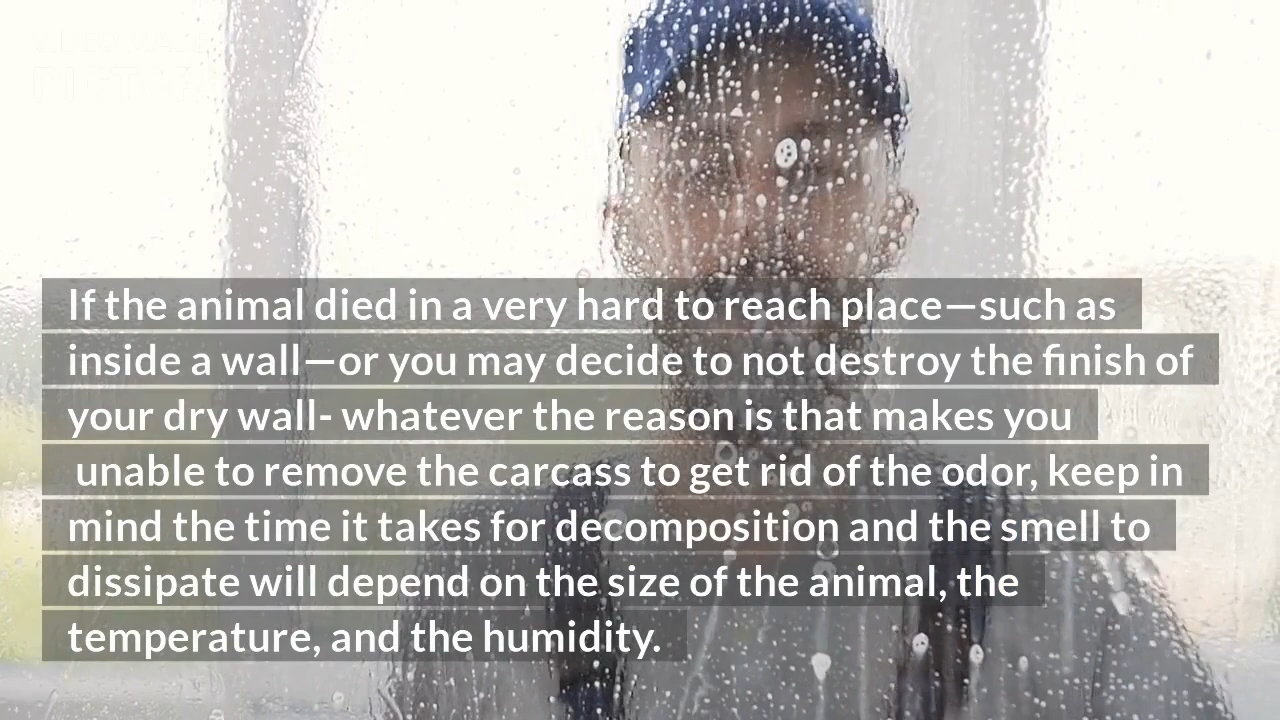 If the animal died in a very hard to reach place—such as
inside a wall—or you may decide to not destroy the finish of
your dry wall- whatever the reason is that makes you
unable to remove the carcass to get rid of the odor, keep in
mind the time it takes for decomposition and the smell to
dissipate will depend on the size of the animal, the
temperature, and the humidity.